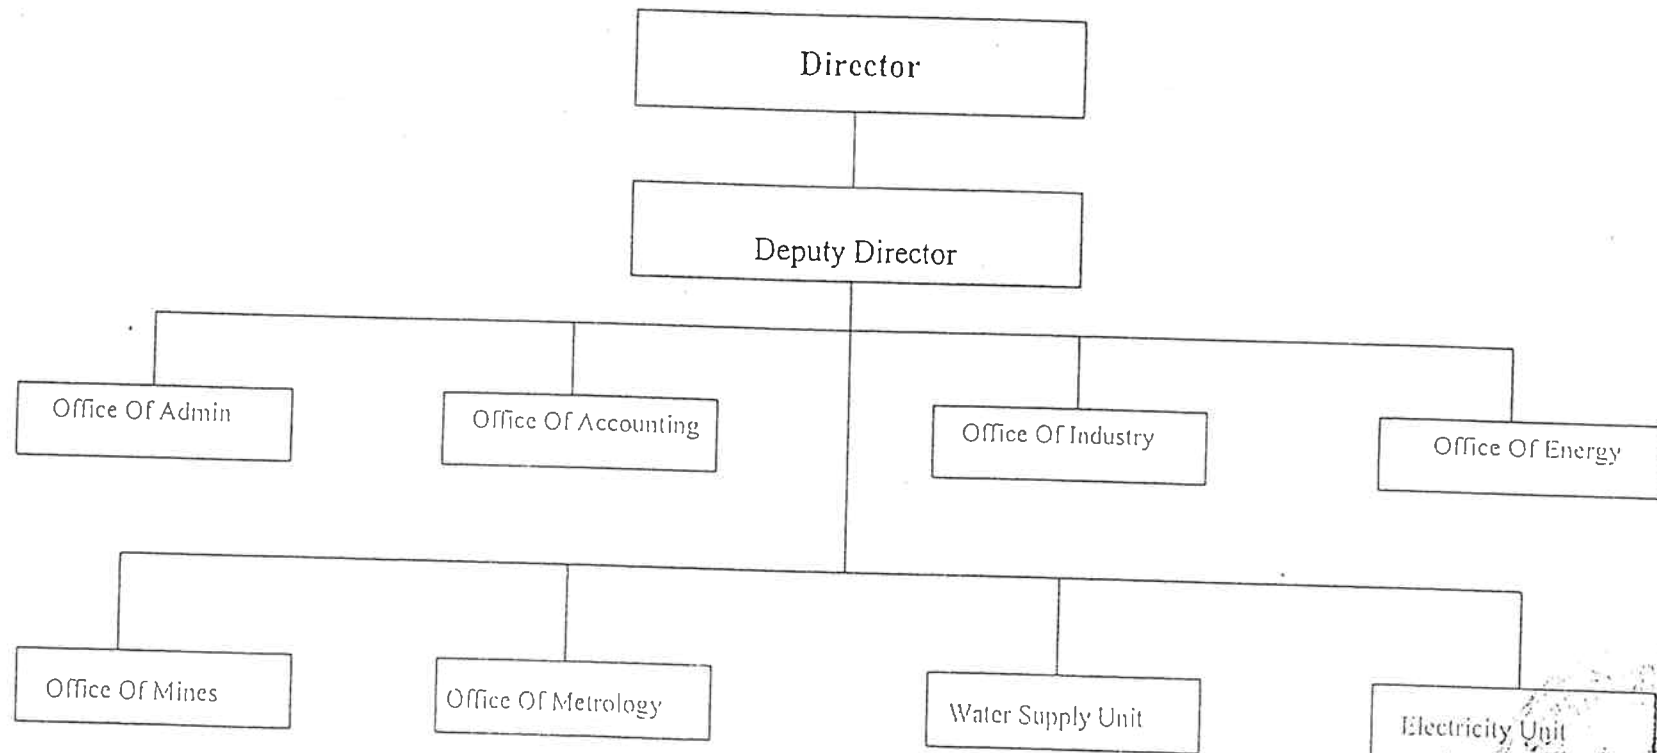 Director
Deputy Director
Office Of Admin
Office Of Accounting
Office Of Industry
Office Of Energy
Office Of Mines
Office Of Metrology
Water Supply Unit
Electricity Unit